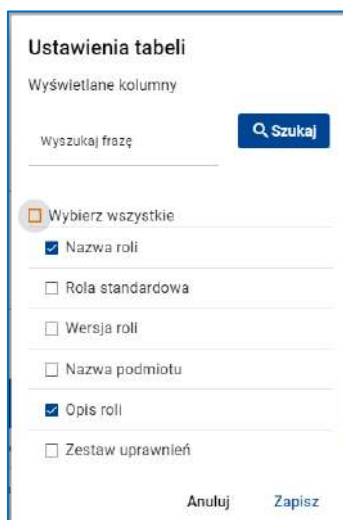 Ustawienia tabeli
Wyświetlane kolumny
Wyszukaj frazę
Szukaj
Wybierz wszystkie
Nazwa roli
Rola standardowa
Wersja roli
Nazwa podmiotu
Opis roli
Zestaw uprawnień
Anuluj Zapisz